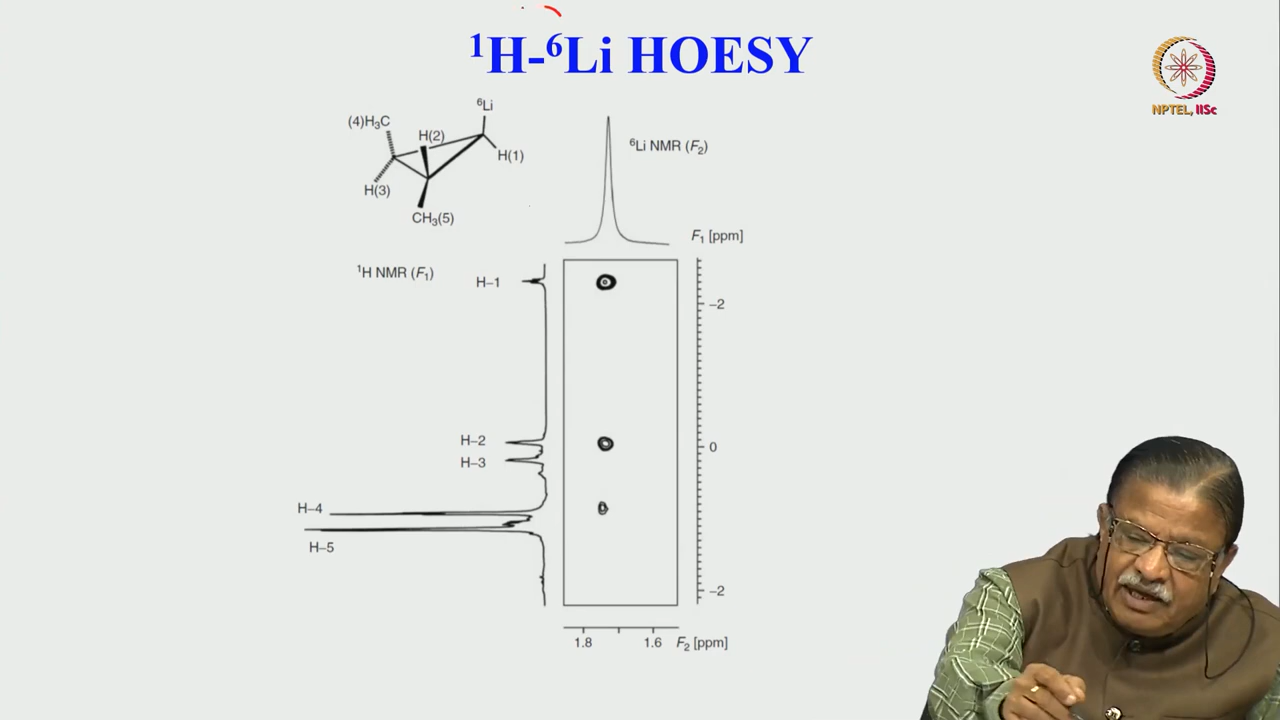 ¹H-⁶Li HOESY
NPTEL, IISc
⁶Li
(4)H₃C
H(2)
H(1)
H(3)
CH₃(5)
⁶Li NMR (F₂)
F₁ [ppm]
¹H NMR (F₁)
H–1
–2
H–2
0
H–3
H–4
H–5
–2
1.8
1.6
F₂ [ppm]